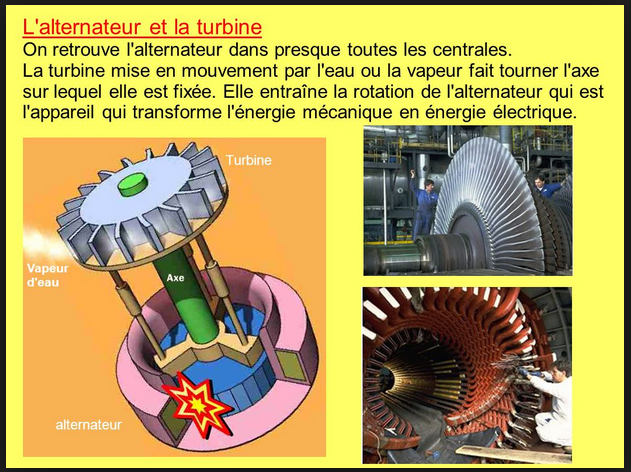 L'alternateur et la turbine
On retrouve l'alternateur dans presque toutes les centrales.
La turbine mise en mouvement par l'eau ou la vapeur fait tourner l'axe
sur lequel elle est fixée. Elle entraîne la rotation de l'alternateur qui est
l'appareil qui transforme l'énergie mécanique en énergie électrique.
Turbine
Vapeur
d'eau
Axe
alternateur